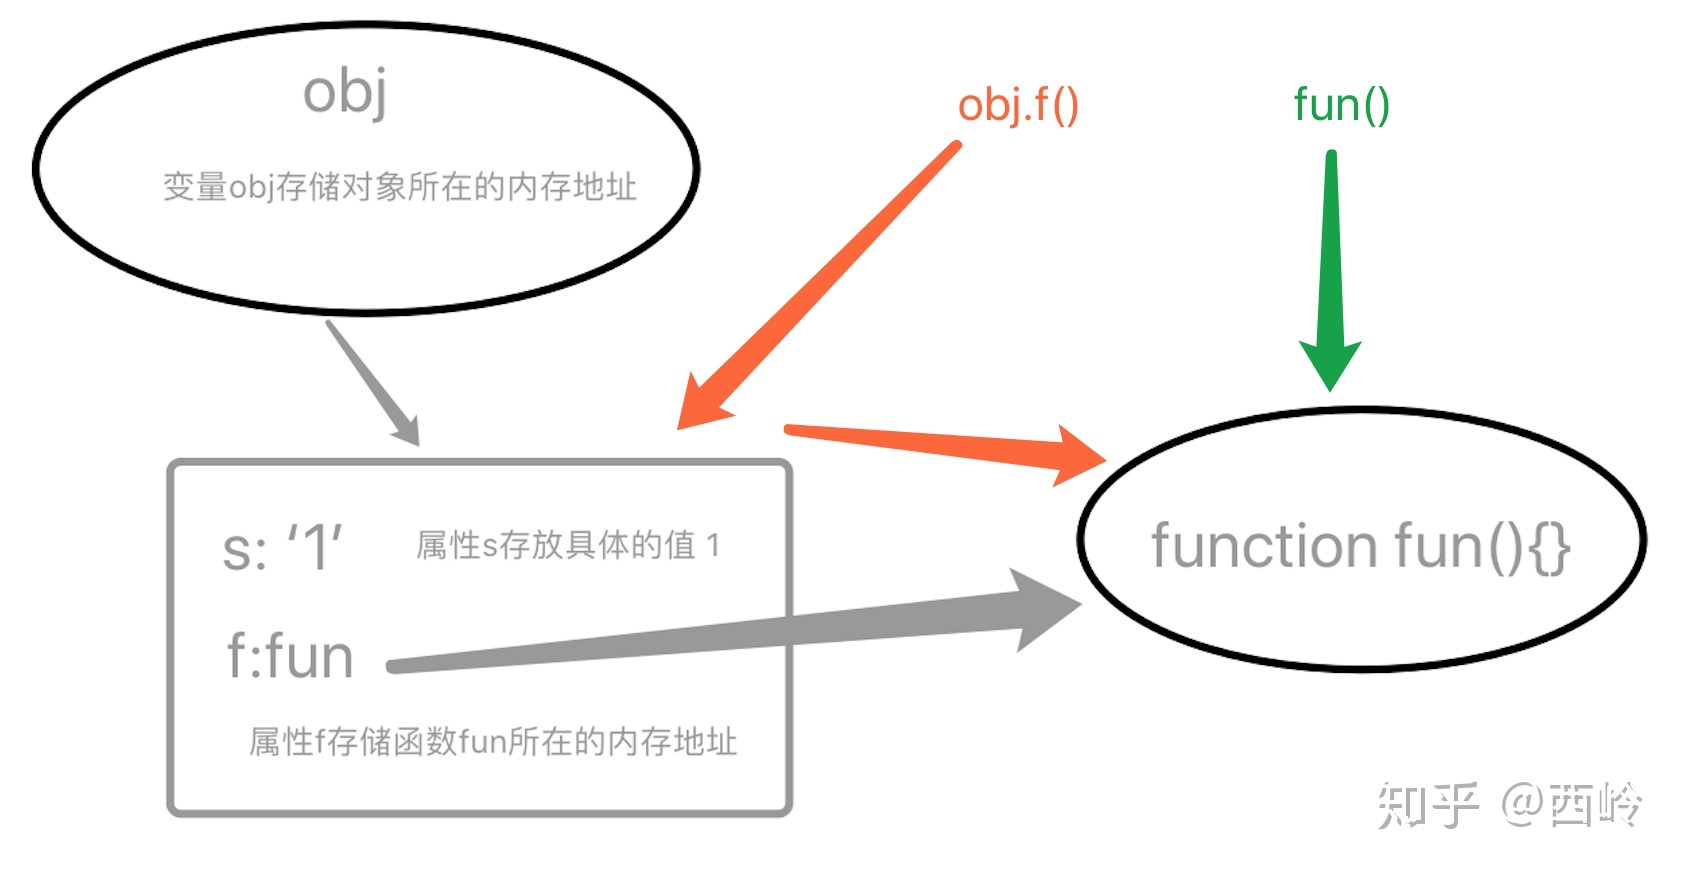 obj
变量obj存储对象所在的内存地址
obj.f()
fun()
s: ‘1’
属性s存放具体的值 1
f:fun
属性f存储函数fun所在的内存地址
function fun(){}
知乎 @西岭